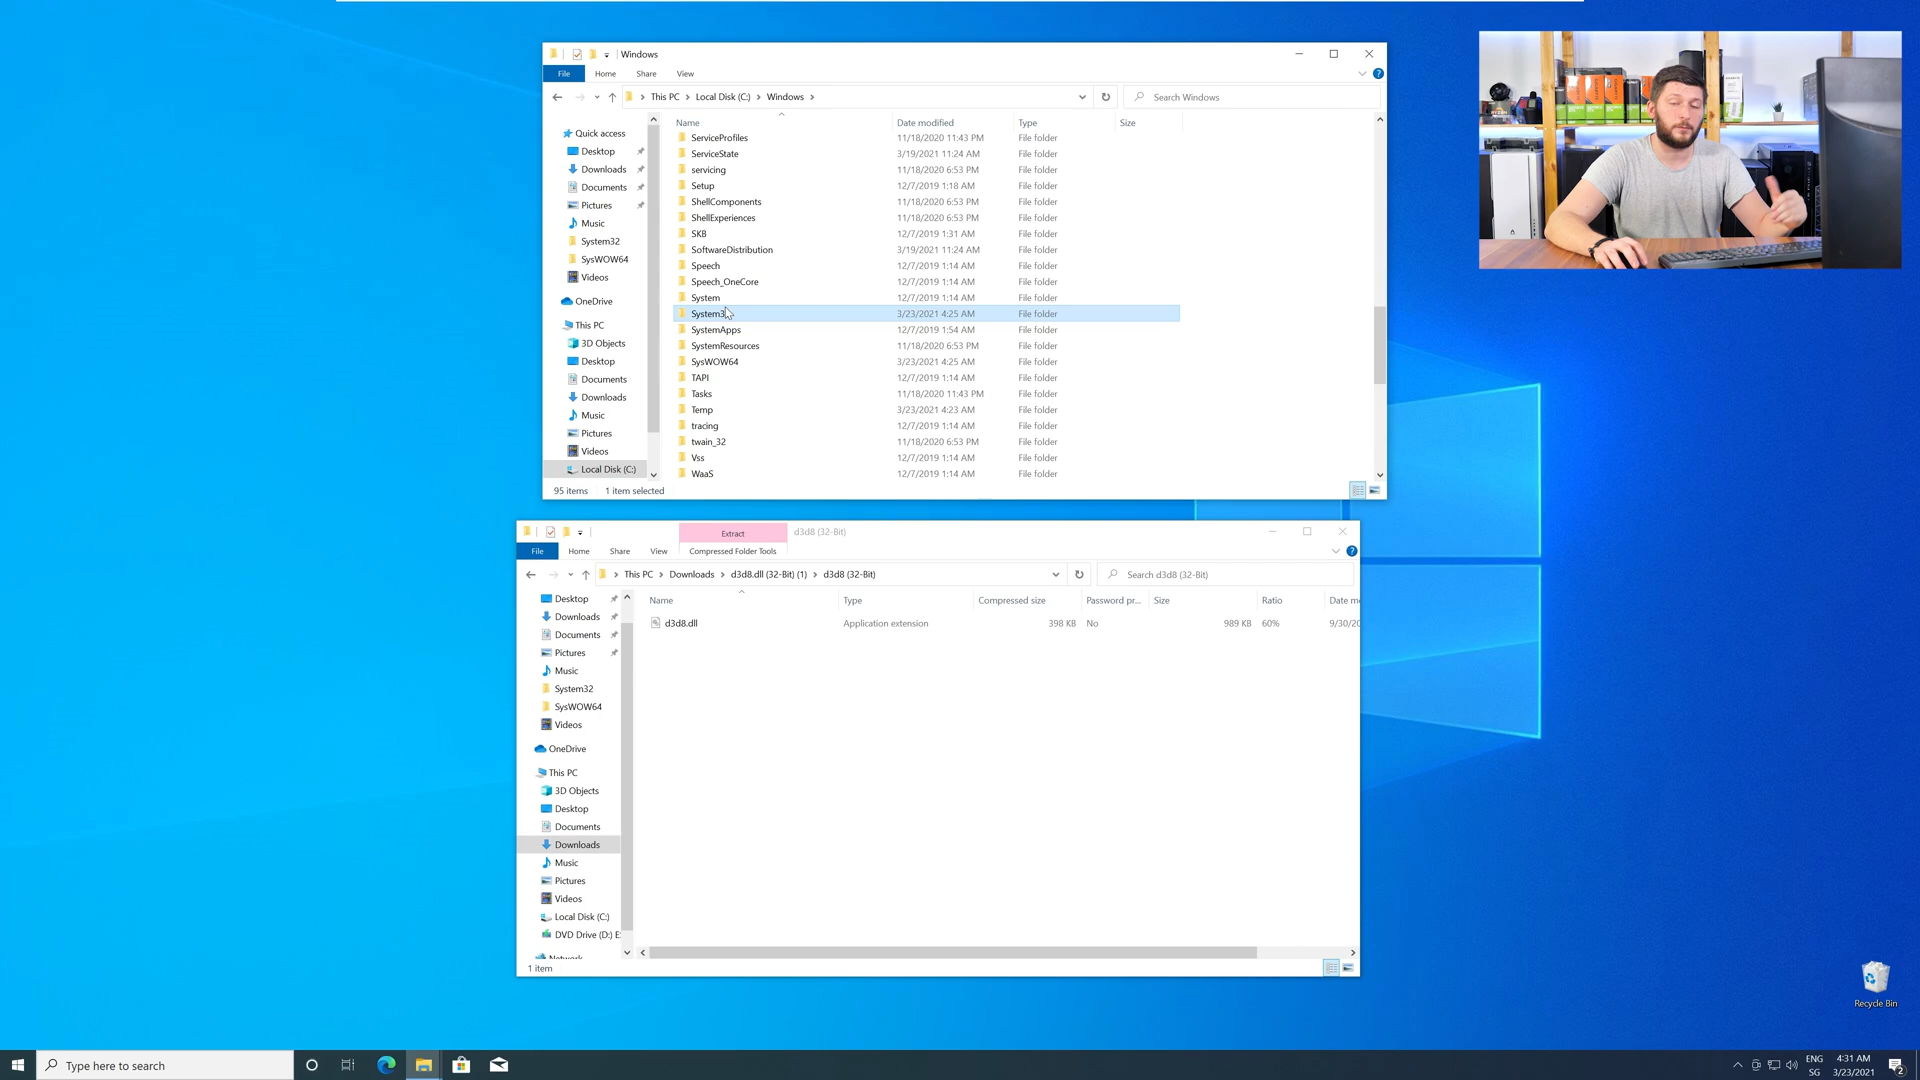 Windows
File Home Share View
This PC Local Disk (C:) Windows
Search Windows
Name Date modified Type Size
Quick access
Desktop
Downloads
Documents
Pictures
Music
System32
SysWOW64
Videos
OneDrive
This PC
3D Objects
Desktop
Documents
Downloads
Music
Pictures
Videos
Local Disk (C:)
ServiceProfiles 11/18/2020 11:43 PM File folder
ServiceState 3/19/2021 11:24 AM File folder
servicing 11/18/2020 6:53 PM File folder
Setup 12/7/2019 1:18 AM File folder
ShellComponents 11/18/2020 6:53 PM File folder
ShellExperiences 11/18/2020 6:53 PM File folder
SKB 12/7/2019 1:31 AM File folder
SoftwareDistribution 3/19/2021 11:24 AM File folder
Speech 12/7/2019 1:14 AM File folder
Speech_OneCore 12/7/2019 1:14 AM File folder
System 12/7/2019 1:14 AM File folder
System3 3/23/2021 4:25 AM File folder
SystemApps 12/7/2019 1:54 AM File folder
SystemResources 11/18/2020 6:53 PM File folder
SysWOW64 3/23/2021 4:25 AM File folder
TAPI 12/7/2019 1:14 AM File folder
Tasks 11/18/2020 11:43 PM File folder
Temp 3/23/2021 4:23 AM File folder
tracing 12/7/2019 1:14 AM File folder
twain_32 11/18/2020 6:53 PM File folder
Vss 12/7/2019 1:14 AM File folder
WaaS 12/7/2019 1:14 AM File folder
95 items 1 item selected
Extract d3d8 (32-Bit)
File Home Share View Compressed Folder Tools
This PC Downloads d3d8.dll (32-Bit) (1) d3d8 (32-Bit)
Search d3d8 (32-Bit)
Name Type Compressed size Password pr... Size Ratio Date m
d3d8.dll Application extension 398 KB No 989 KB 60% 9/30/20
Desktop
Downloads
Documents
Pictures
Music
System32
SysWOW64
Videos
OneDrive
This PC
3D Objects
Desktop
Documents
Downloads
Music
Pictures
Videos
Local Disk (C:)
DVD Drive (D:) E
Network
1 item
Recycle Bin
Type here to search
ENG
SG
4:31 AM
3/23/2021
2